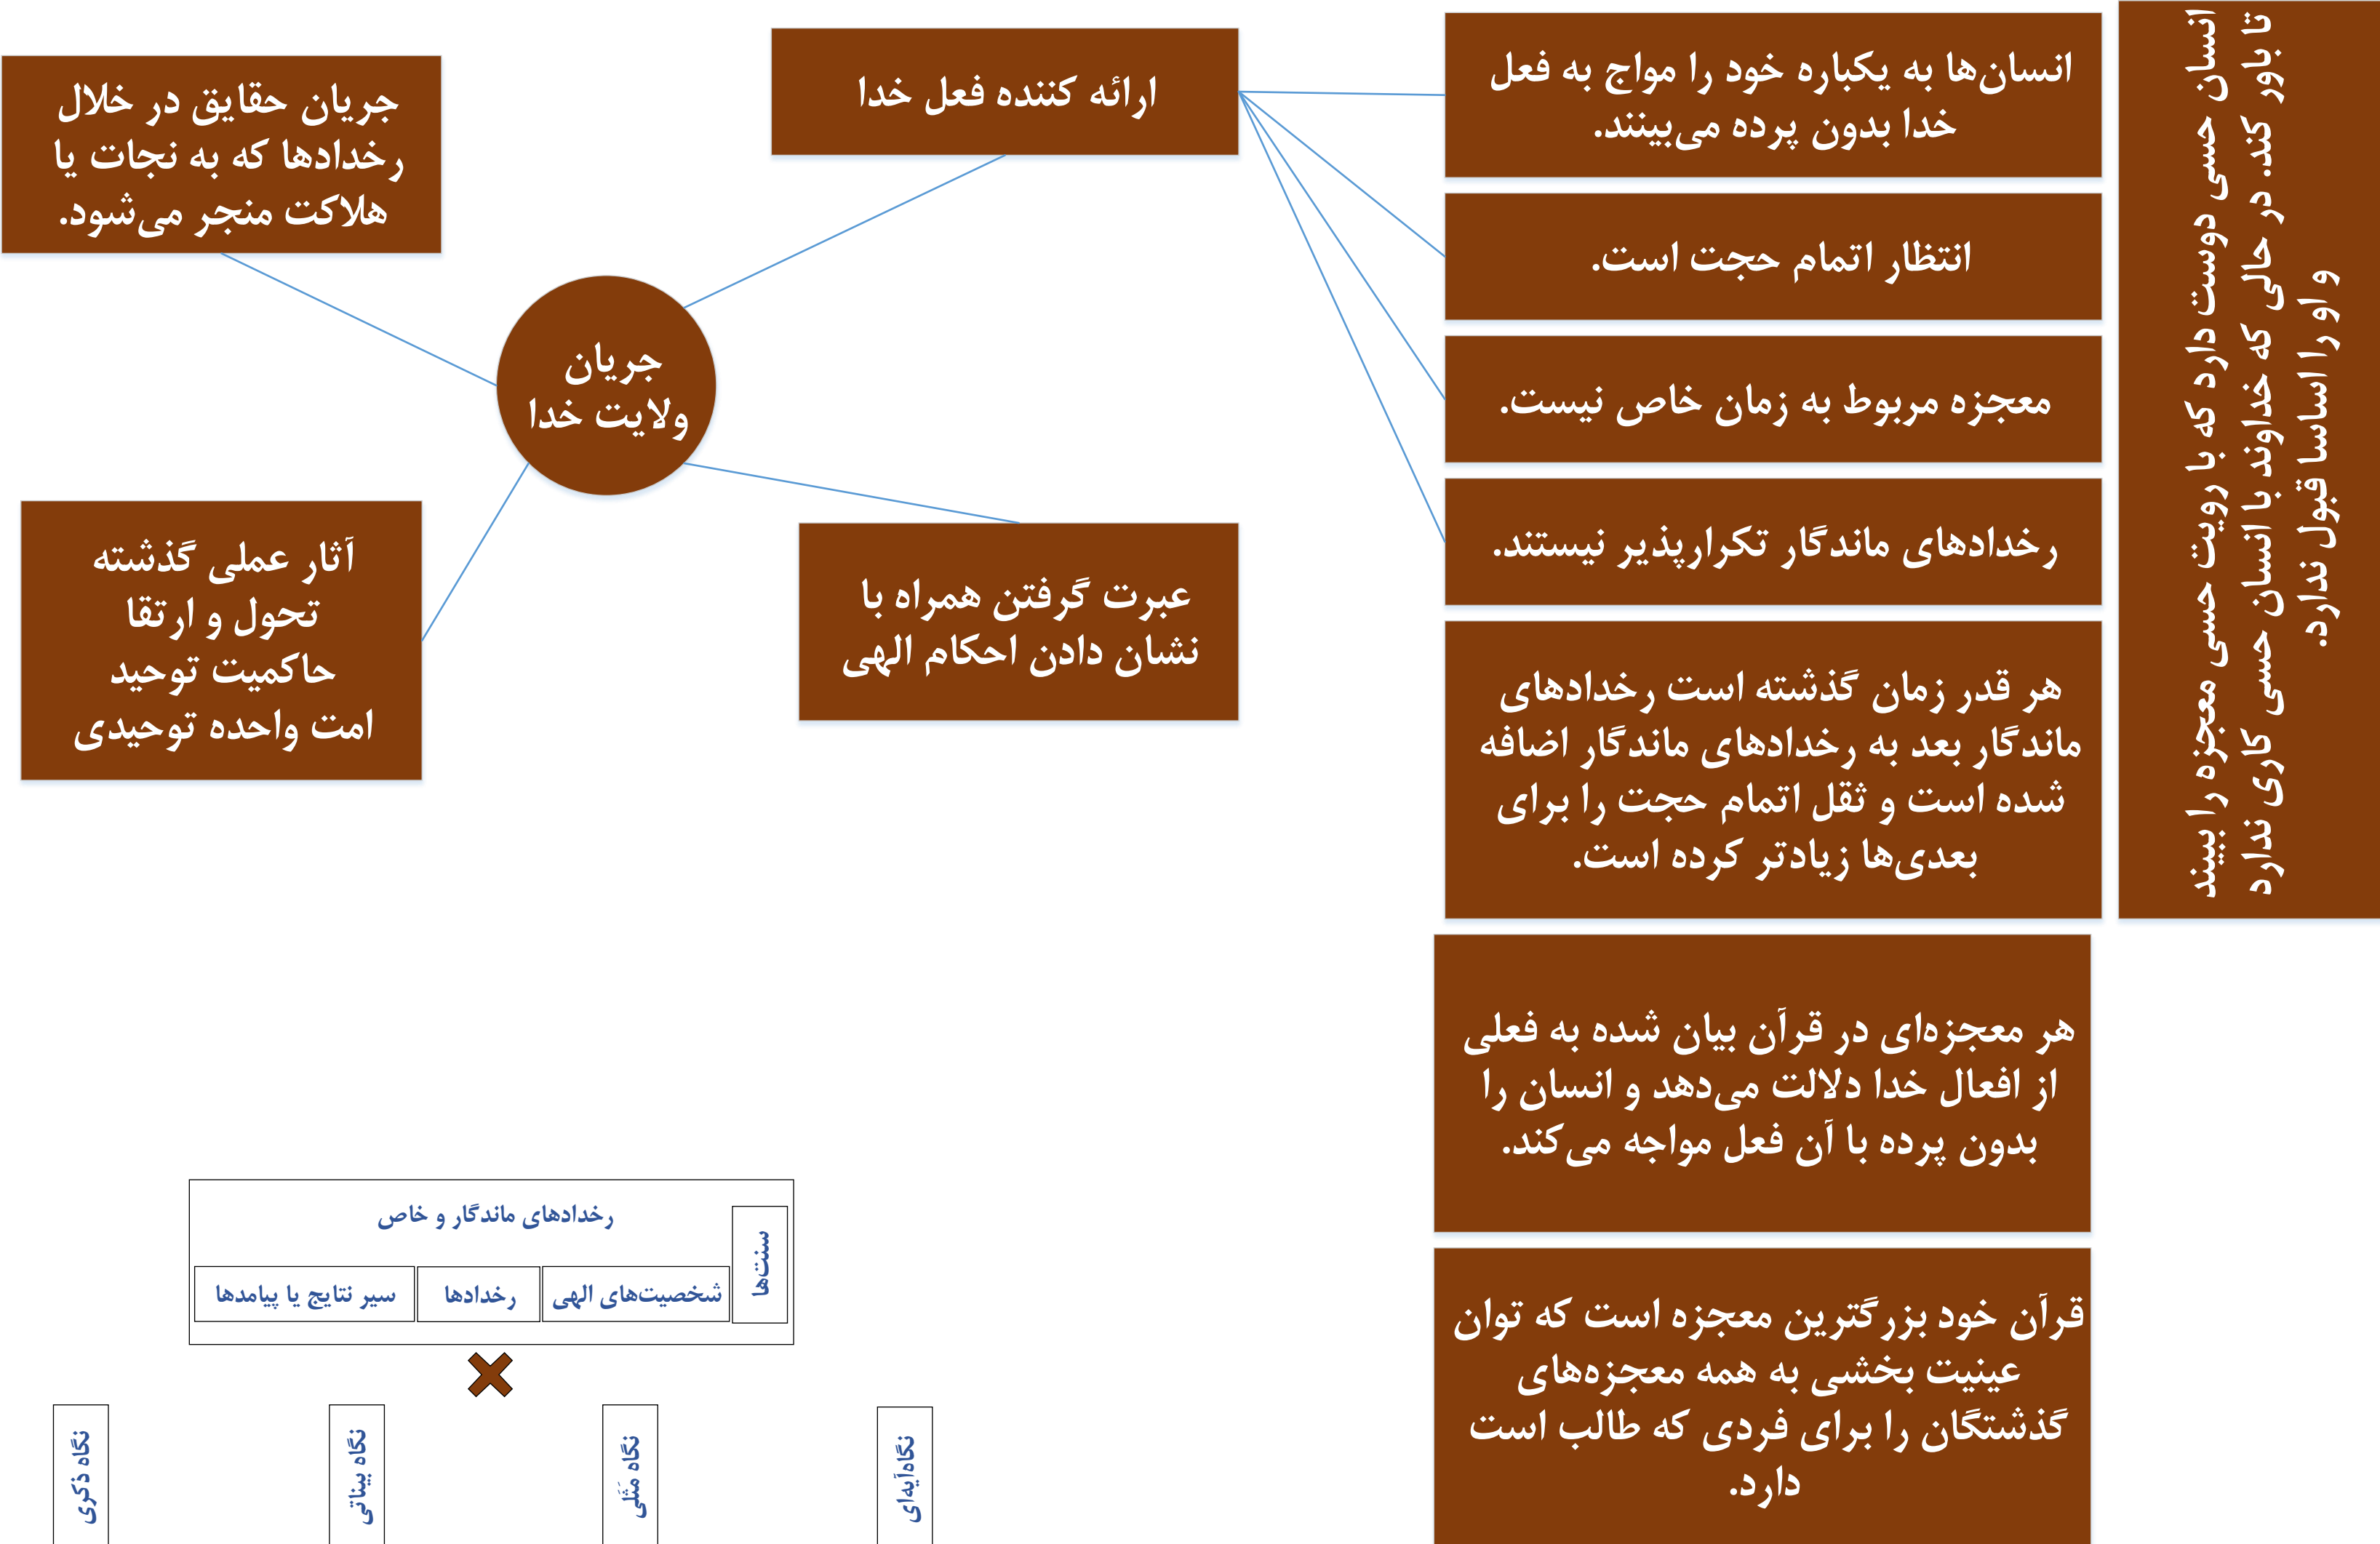 انسان حسی دوست دارد که با رویت حسی معجزه را ببیند
تا باور کند. در حالی که خداوند با انسان حسی کاری ندارد
و او را اساسا قبول ندارد.
انسان‌ها به یکباره خود را مواج به فعل
خدا بدون پرده می‌بینند.
انتظار اتمام حجت است.
معجزه مربوط به زمان خاص نیست.
رخدادهای ماندگار تکرارپذیر نیستند.
هر قدر زمان گذشته است رخدادهای
ماندگار بعد به رخدادهای ماندگار اضافه
شده است و ثقل اتمام حجت را برای
بعدی‌ها زیادتر کرده است.
هر معجزه‌ای در قرآن بیان شده به فعلی
از افعال خدا دلالت می‌دهد و انسان را
بدون پرده با آن فعل مواجه می‌کند.
قرآن خود بزرگترین معجزه است که توان
عینیت بخشی به همه معجزه‌های
گذشتگان را برای فردی که طالب است
دارد.
ارائه کننده فعل خدا
جریان حقایق در خلال
رخدادها که به نجات یا
هلاکت منجر می‌شود.
جریان
ولایت خدا
عبرت گرفتن همراه با
نشان دادن احکام الهی
آثار عملی گذشته
تحول و ارتقا
حاکمیت توحید
امت واحده توحیدی
رخدادهای ماندگار و خاص
سنت‌ها
شخصیت‌های الهی
رخدادها
سیر نتایج یا پیامدها
نگاه‌آیه‌ای
نگاه مَثَلی
نگاه بیناتی
نگاه ذکری